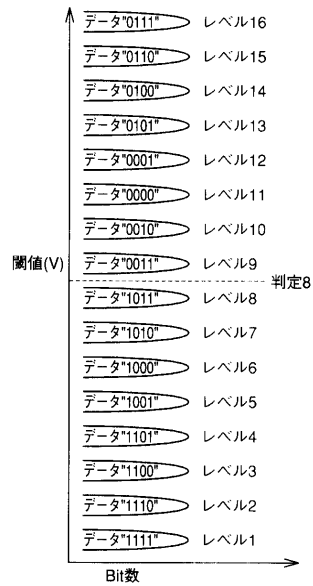 データ"0111" レベル16
データ"0110" レベル15
データ"0100" レベル14
データ"0101" レベル13
データ"0001" レベル12
データ"0000" レベル11
データ"0010" レベル10
閾値(V) データ"0011" レベル9
判定8
データ"1011" レベル8
データ"1010" レベル7
データ"1000" レベル6
データ"1001" レベル5
データ"1101" レベル4
データ"1100" レベル3
データ"1110" レベル2
データ"1111" レベル1
Bit数